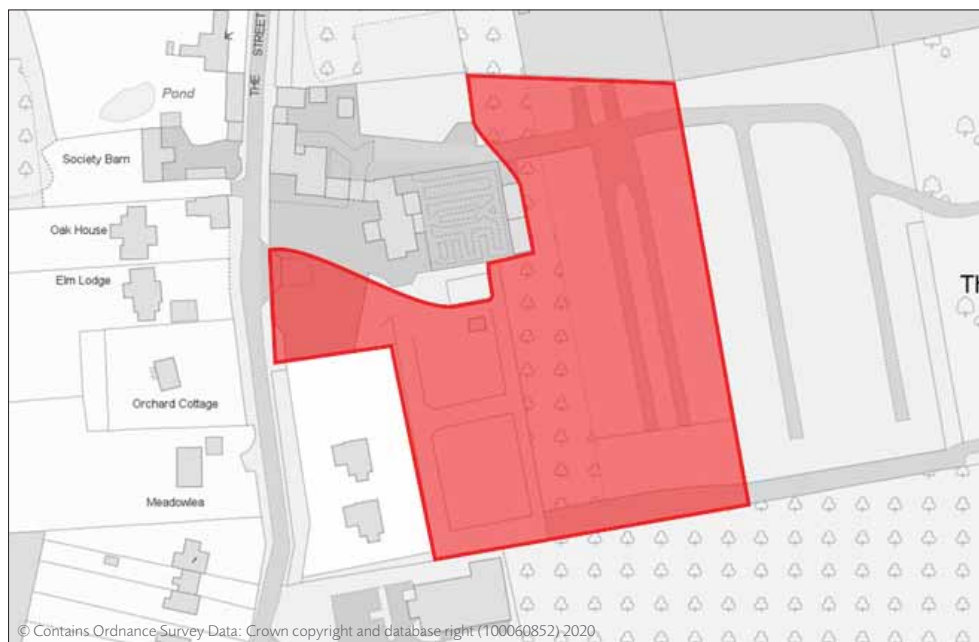 THE STREET
Pond
Society Barn
Oak House
Elm Lodge
Orchard Cottage
Meadowlea
TH
© Contains Ordnance Survey Data: Crown copyright and database right (100060852) 2020